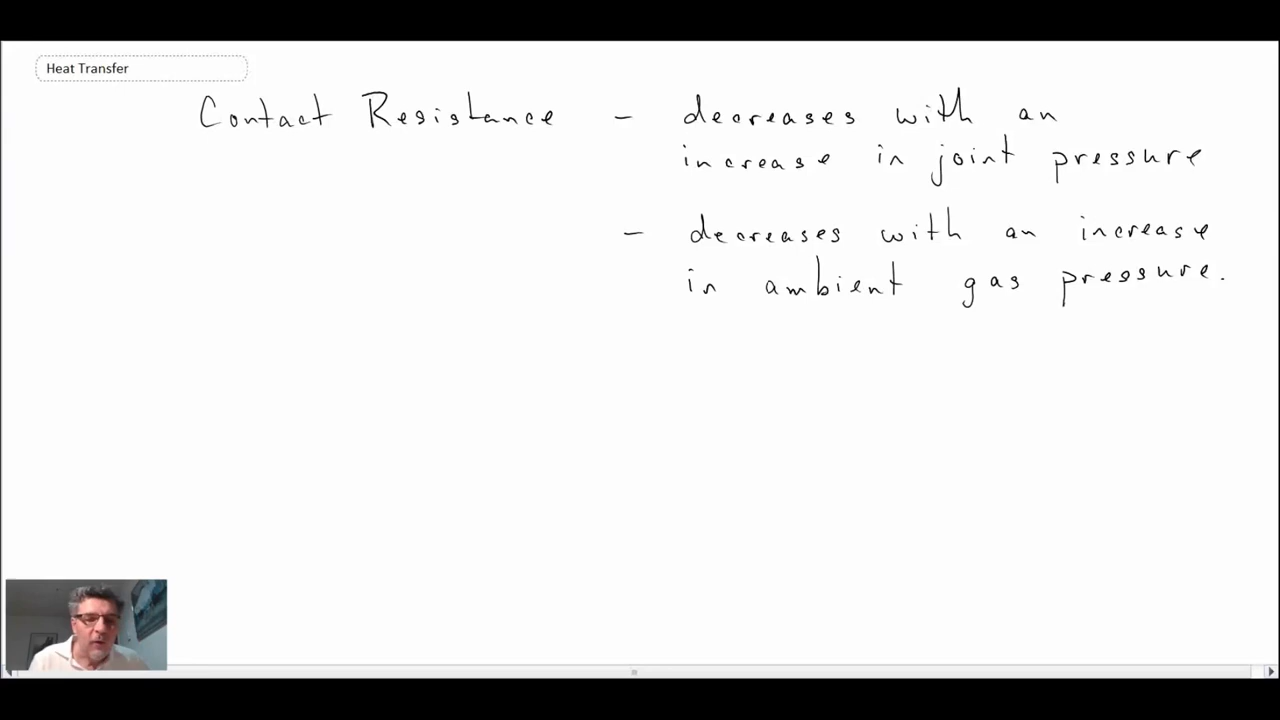 Heat Transfer
Contact Resistance - decreases with an
increase in joint pressure
- decreases with an increase
in ambient gas pressure.